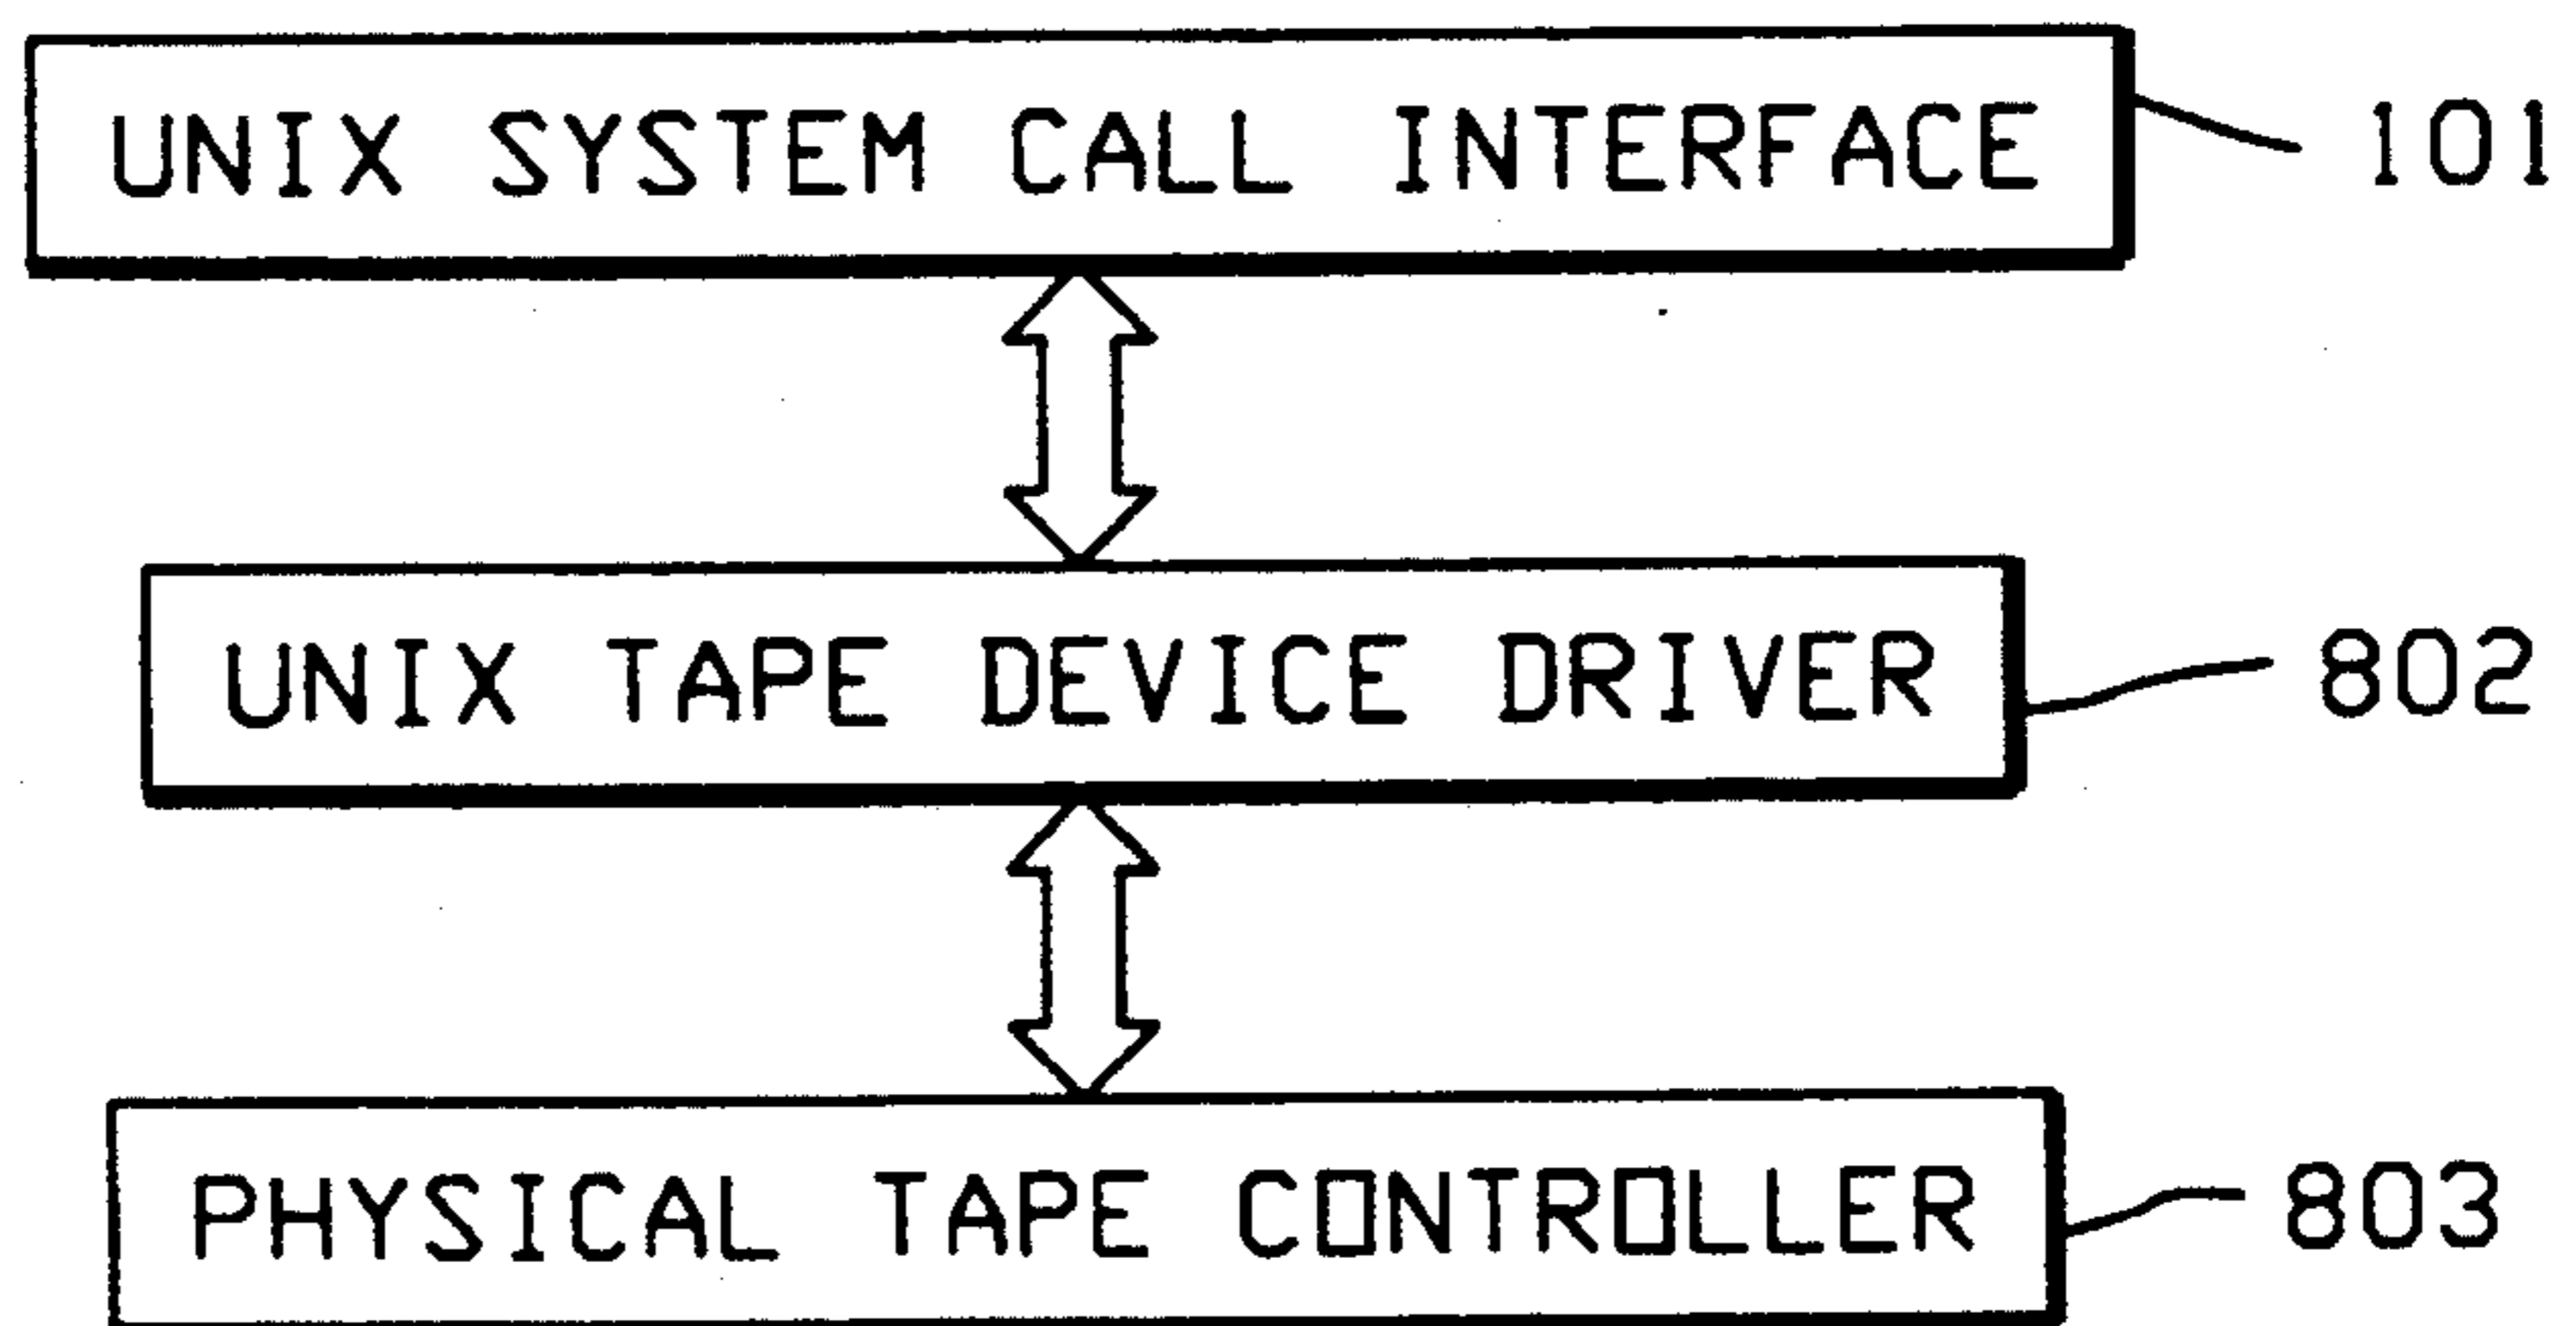 UNIX SYSTEM CALL INTERFACE 101
UNIX TAPE DEVICE DRIVER 802
PHYSICAL TAPE CONTROLLER 803